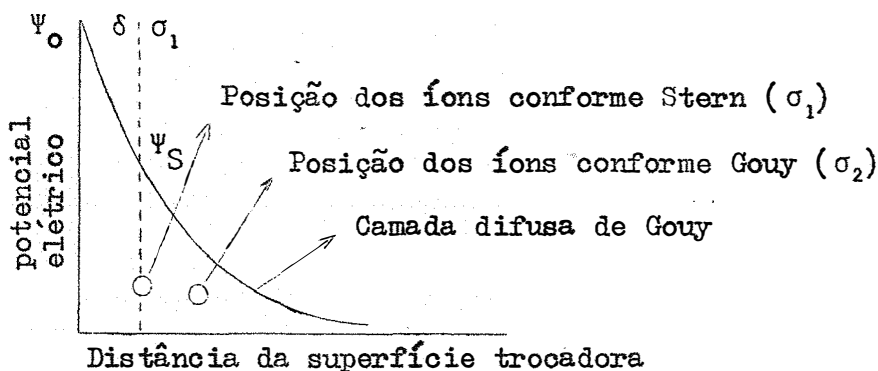 Ψo δ σ1
Posição dos íons conforme Stern (σ1)
ΨS
Posição dos íons conforme Gouy (σ2)
Camada difusa de Gouy
potencial
elétrico
Distância da superfície trocadora